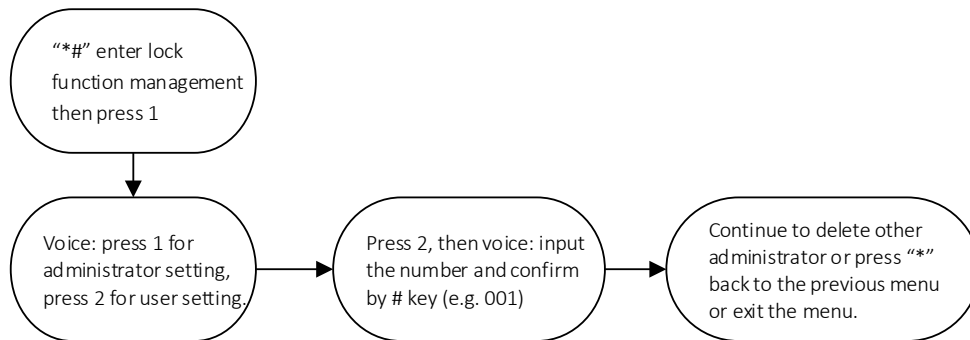 “*#” enter lock
function management
then press 1
Voice: press 1 for
administrator setting,
press 2 for user setting.
Press 2, then voice: input
the number and confirm
by # key (e.g. 001)
Continue to delete other
administrator or press “*”
back to the previous menu
or exit the menu.